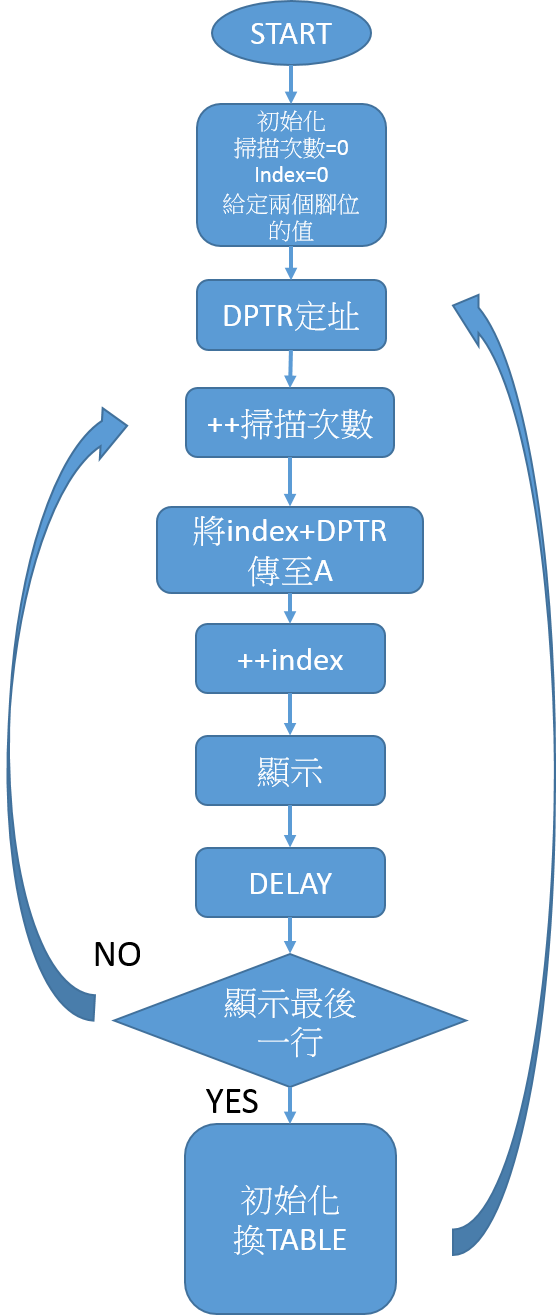 START
初始化
掃描次數=0
Index=0
給定兩個腳位
的值
DPTR定址
++掃描次數
將index+DPTR
傳至A
++index
顯示
DELAY
NO
顯示最後
一行
YES
初始化
換TABLE